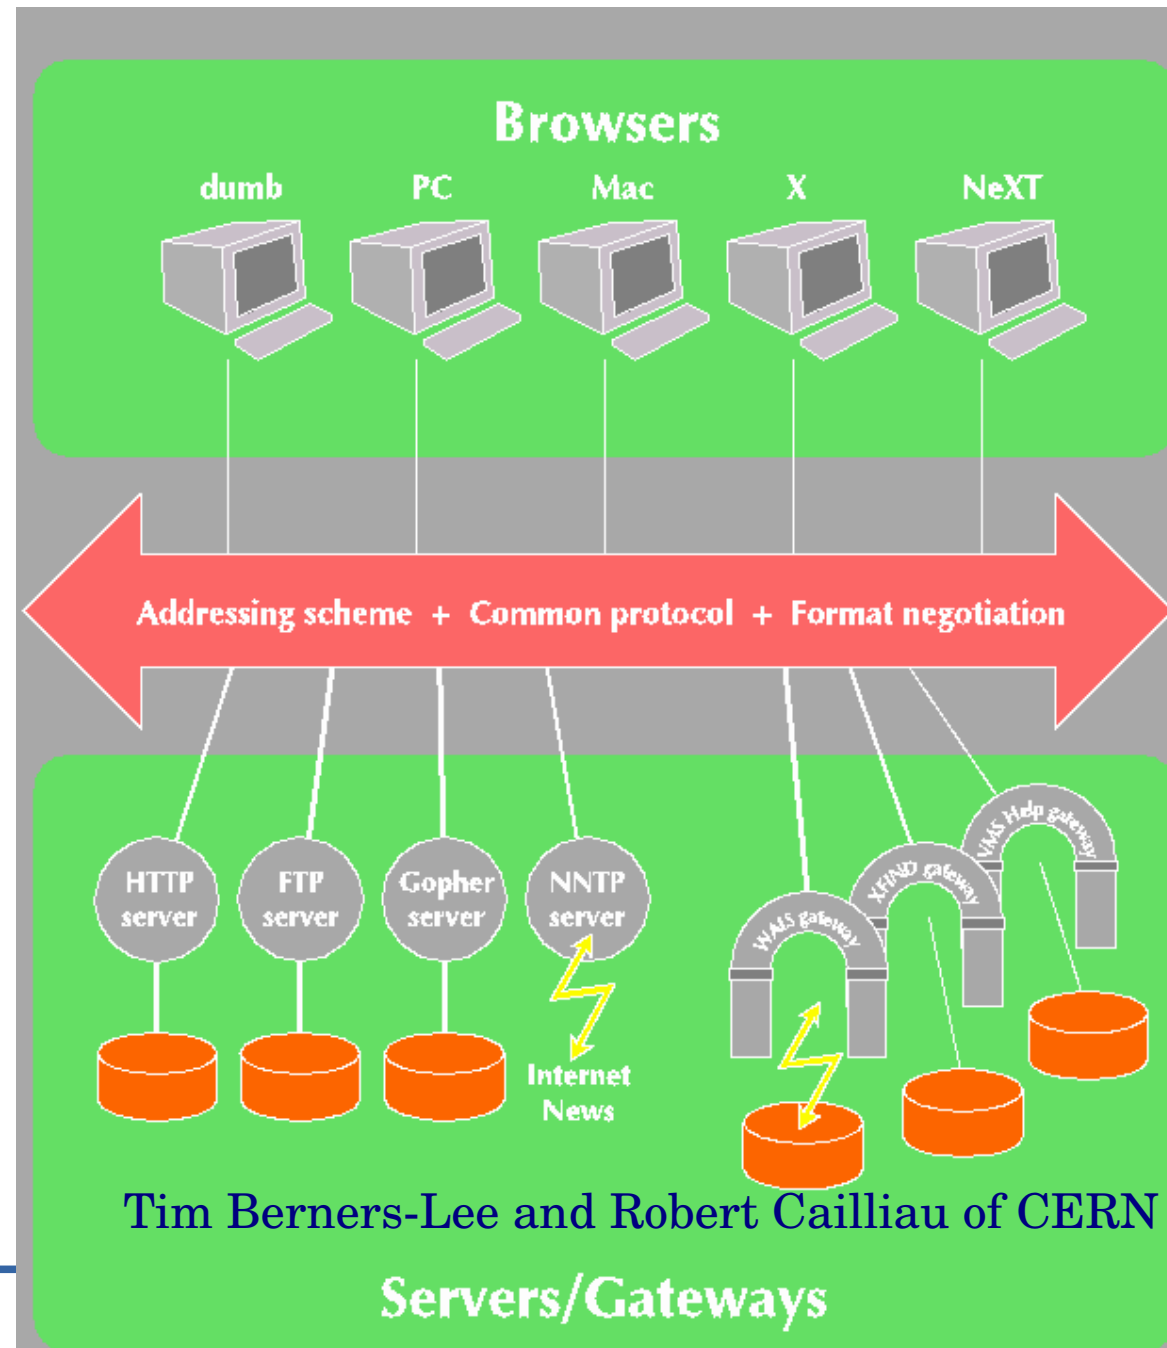 Browsers
dumb PC Mac X NeXT
Addressing scheme + Common protocol + Format negotiation
HTTP server
FTP server
Gopher server
NNTP server
WAIS gateway
XFIND gateway
VMS Help gateway
Internet
News
Tim Berners-Lee and Robert Cailliau of CERN
Servers/Gateways